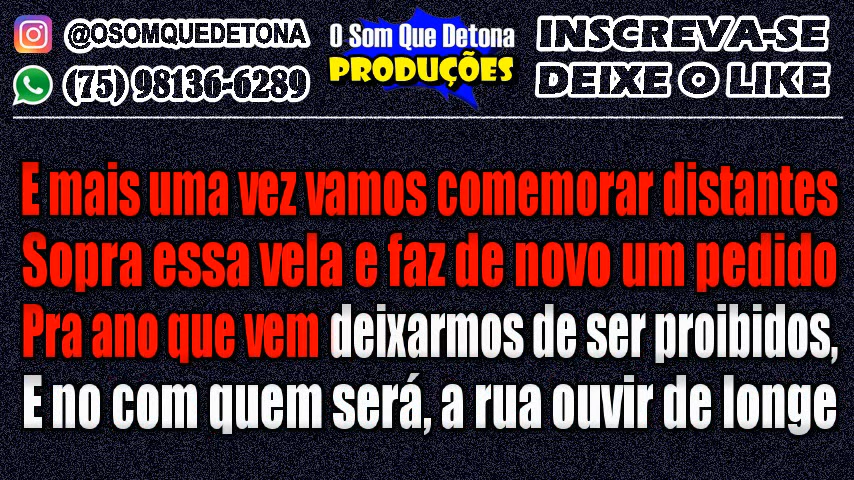 @OSOMQUEDETONA
(75) 98136-6289
O Som Que Detona
PRODUÇÕES
INSCREVA-SE
DEIXE O LIKE
E mais uma vez vamos comemorar distantes
Sopra essa vela e faz de novo um pedido
Pra ano que vem deixarmos de ser proibidos,
E no com quem será, a rua ouvir de longe